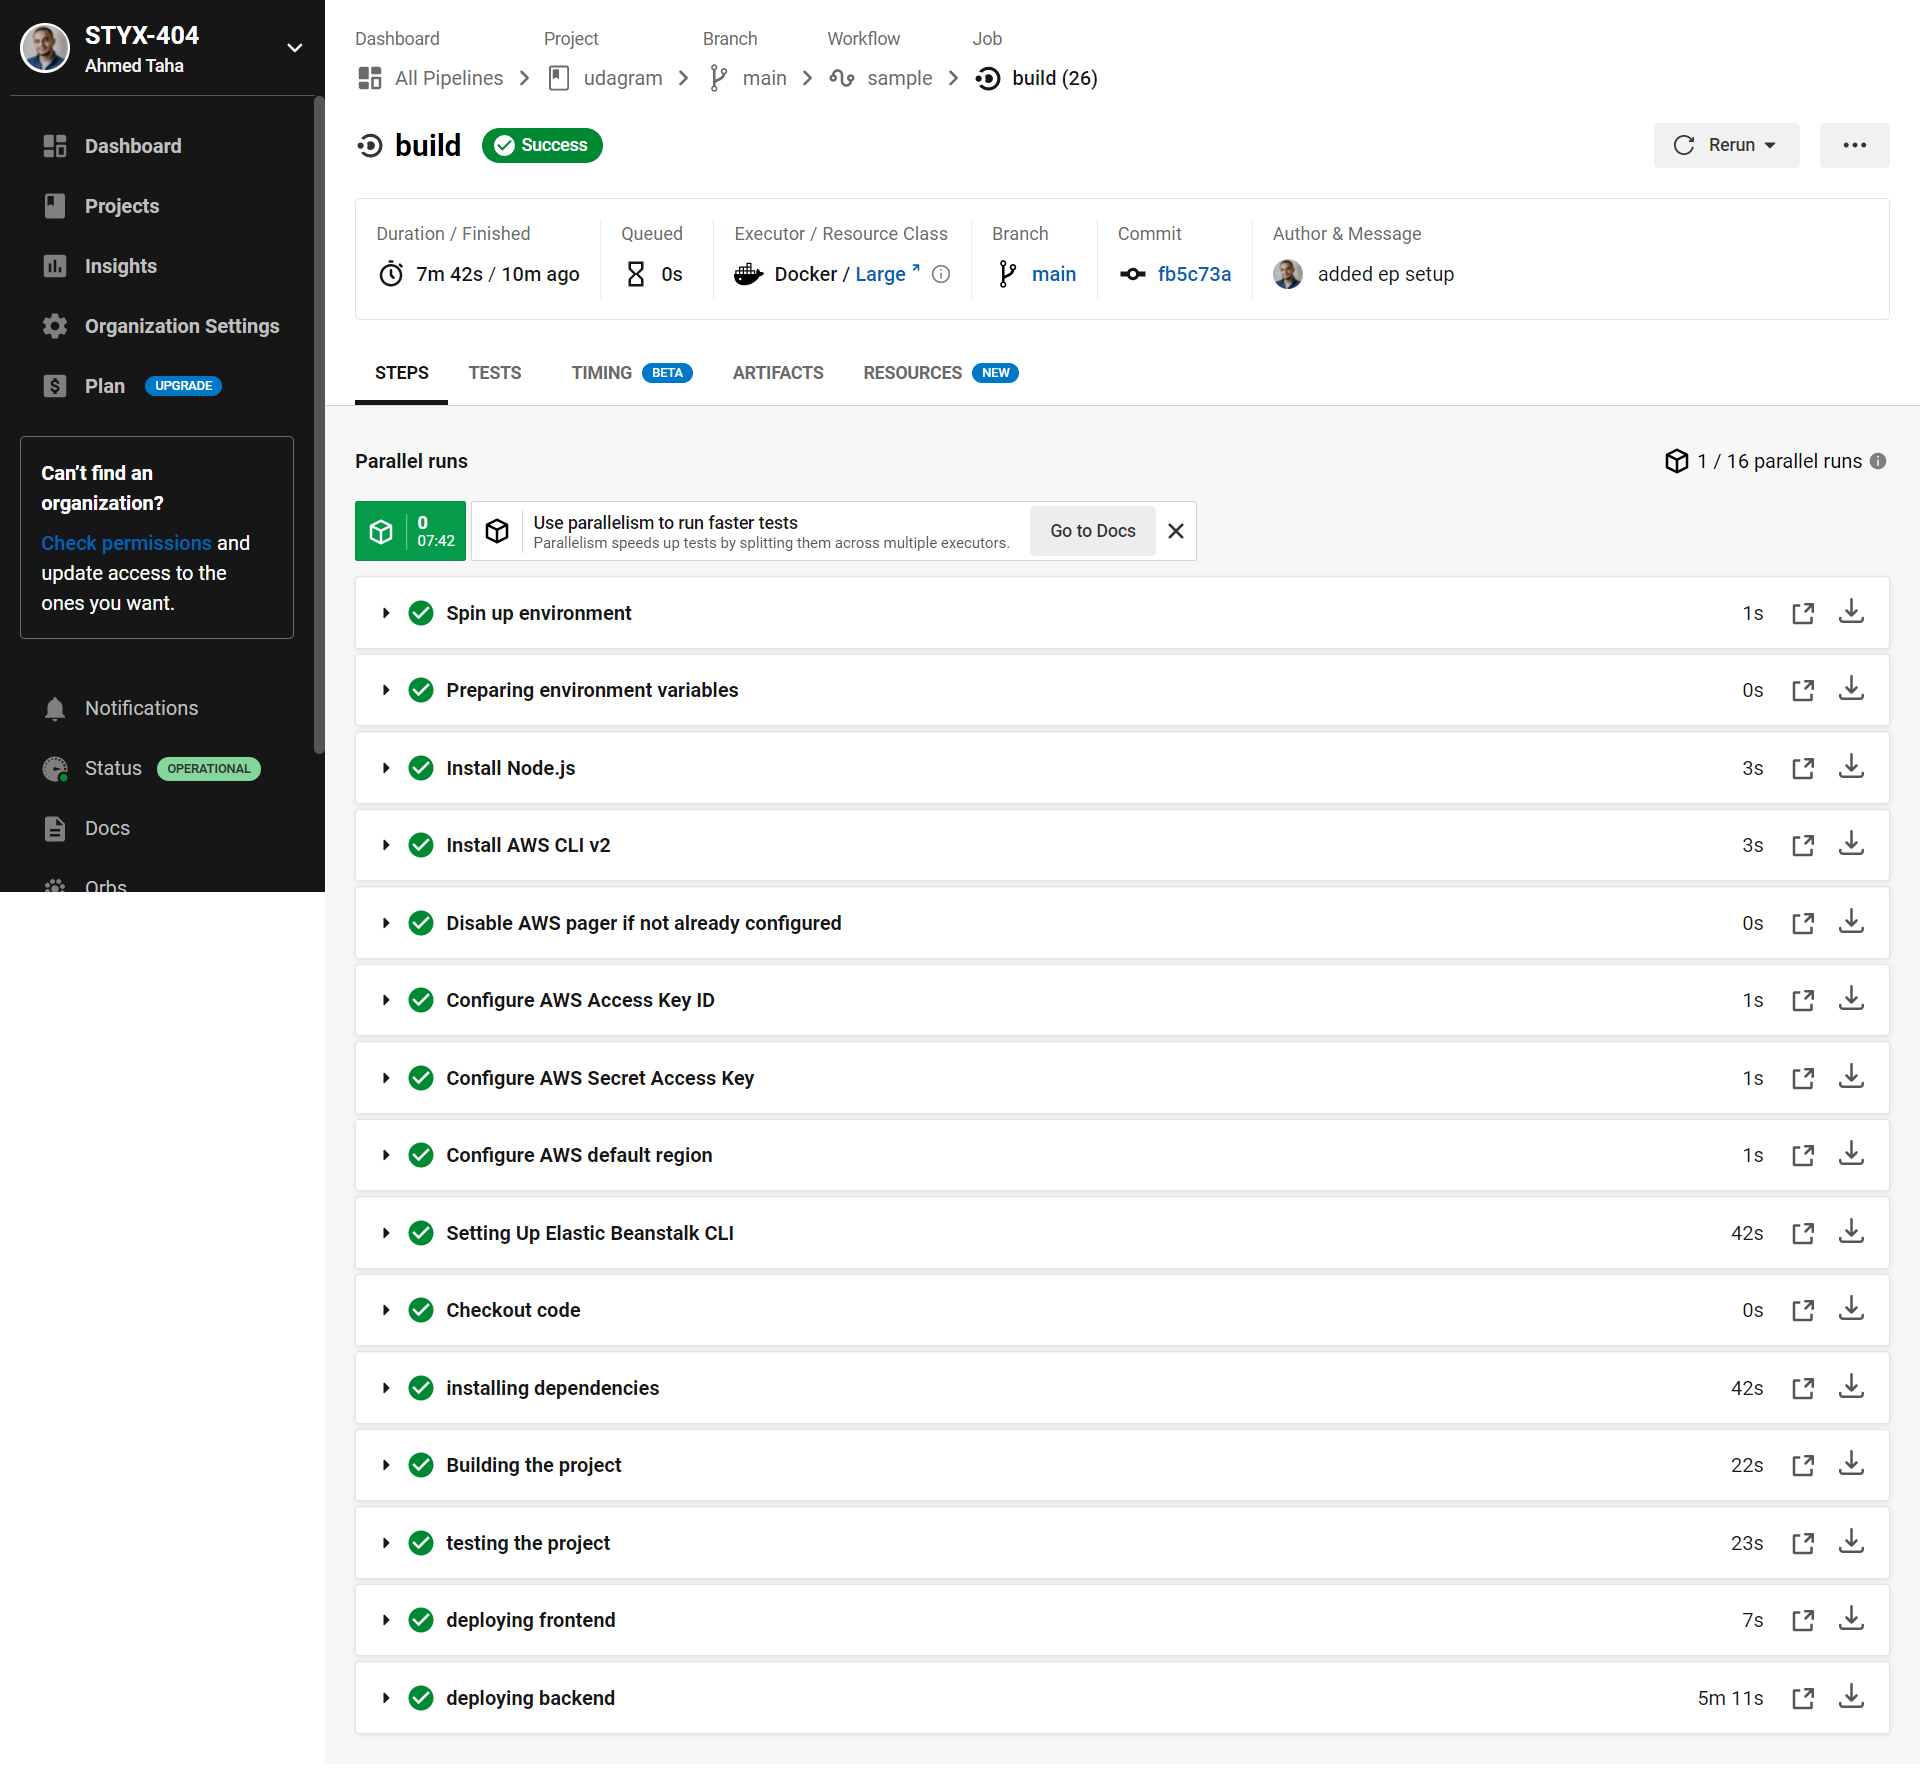 STYX-404
Ahmed Taha
Dashboard
Projects
Insights
Organization Settings
Plan UPGRADE
Can't find an
organization?
Check permissions and
update access to the
ones you want.
Notifications
Status OPERATIONAL
Docs
Orbs
Dashboard Project Branch Workflow Job
All Pipelines udagram main sample build (26)
build Success
Rerun
Duration / Finished Queued Executor / Resource Class Branch Commit Author & Message
7m 42s / 10m ago 0s Docker / Large main fb5c73a added ep setup
STEPS TESTS TIMING BETA ARTIFACTS RESOURCES NEW
Parallel runs
1 / 16 parallel runs
0
07:42
Use parallelism to run faster tests
Parallelism speeds up tests by splitting them across multiple executors.
Go to Docs
Spin up environment 1s
Preparing environment variables 0s
Install Node.js 3s
Install AWS CLI v2 3s
Disable AWS pager if not already configured 0s
Configure AWS Access Key ID 1s
Configure AWS Secret Access Key 1s
Configure AWS default region 1s
Setting Up Elastic Beanstalk CLI 42s
Checkout code 0s
installing dependencies 42s
Building the project 22s
testing the project 23s
deploying frontend 7s
deploying backend 5m 11s